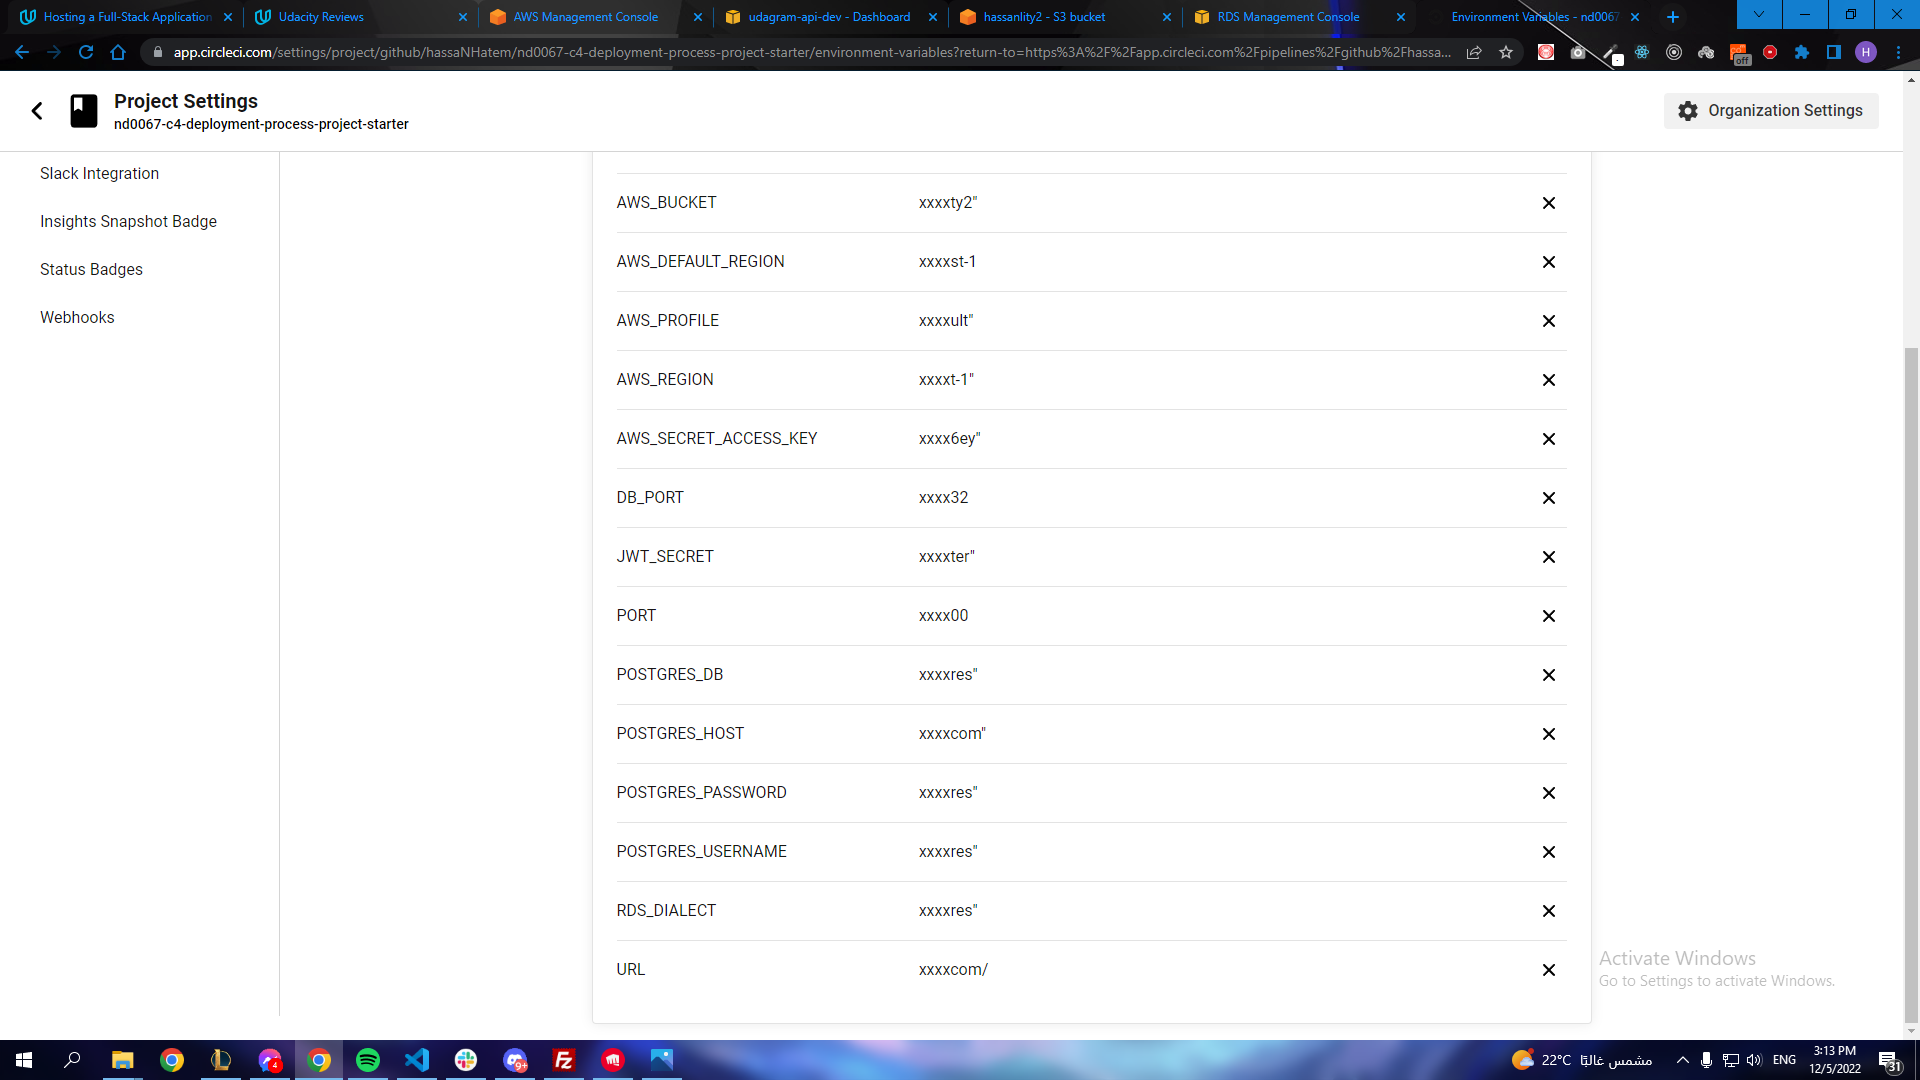 Hosting a Full-Stack Application
Udacity Reviews
AWS Management Console
udagram-api-dev - Dashboard
hassanlity2 - S3 bucket
RDS Management Console
Environment Variables - nd0067
app.circleci.com/settings/project/github/hassaNHatem/nd0067-c4-deployment-process-project-starter/environment-variables?return-to=https%3A%2F%2Fapp.circleci.com%2Fpipelines%2Fgithub%2Fhassa...
off
H
Project Settings
nd0067-c4-deployment-process-project-starter
Organization Settings
Slack Integration
Insights Snapshot Badge
Status Badges
Webhooks
AWS_BUCKET xxxxty2"
AWS_DEFAULT_REGION xxxxst-1
AWS_PROFILE xxxxult"
AWS_REGION xxxxt-1"
AWS_SECRET_ACCESS_KEY xxxx6ey"
DB_PORT xxxx32
JWT_SECRET xxxxter"
PORT xxxx00
POSTGRES_DB xxxxres"
POSTGRES_HOST xxxxcom"
POSTGRES_PASSWORD xxxxres"
POSTGRES_USERNAME xxxxres"
RDS_DIALECT xxxxres"
URL xxxxcom/
Activate Windows
Go to Settings to activate Windows.
4
9+
22°C مشمس غالبًا
ENG
3:13 PM
12/5/2022
31